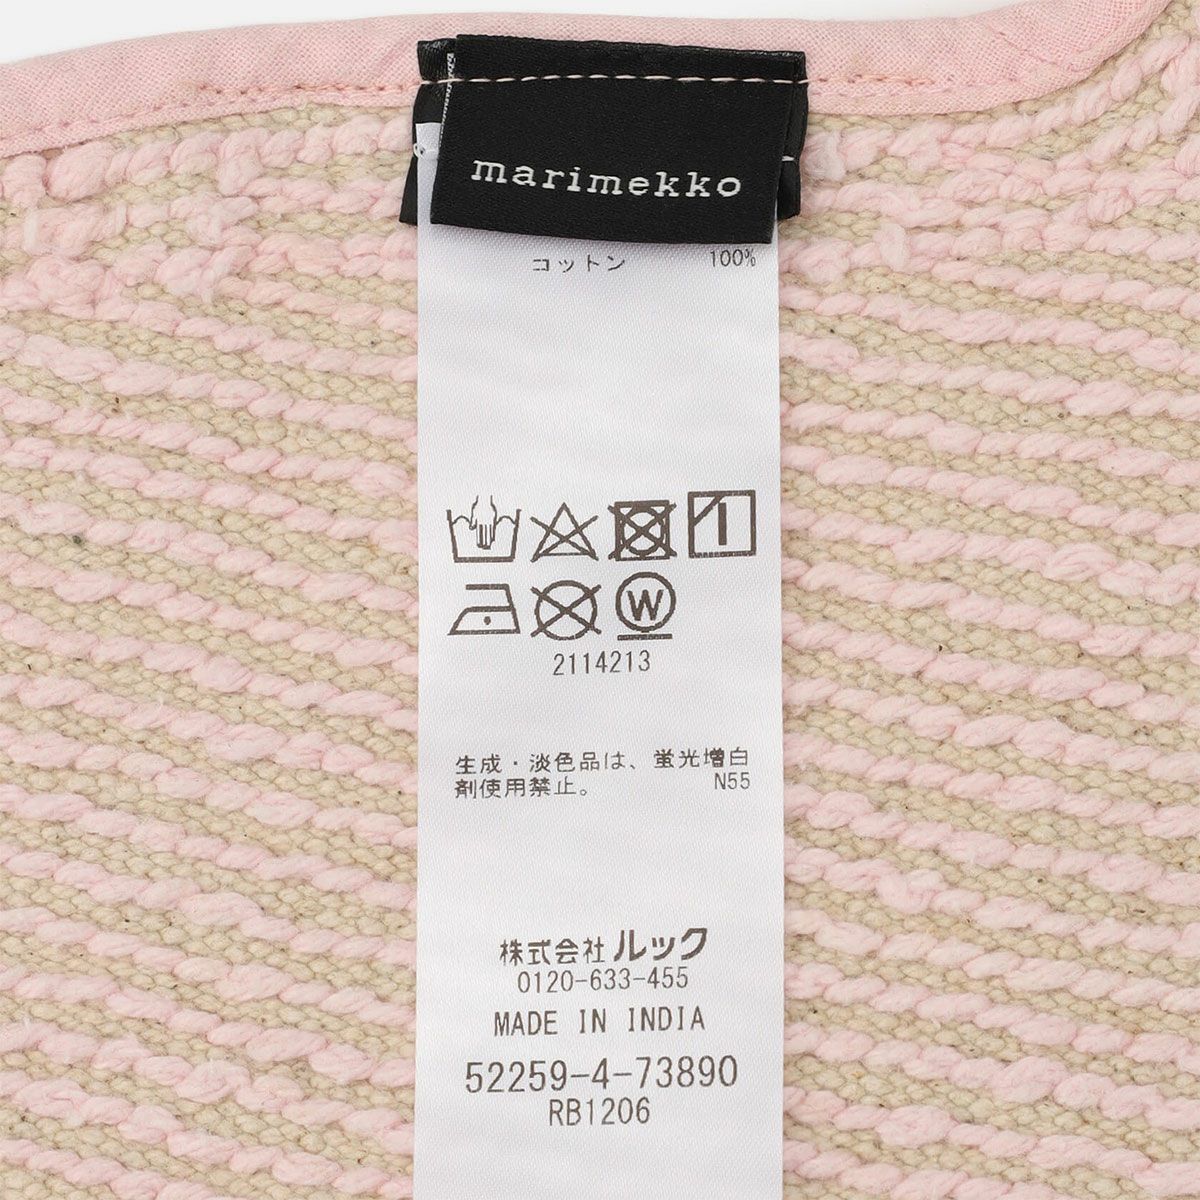 marimekko
コットン 100%
W
2114213
生成・淡色品は、蛍光増白
剤使用禁止。 N55
株式会社 ルック
0120-633-455
MADE IN INDIA
52259-4-73890
RB1206